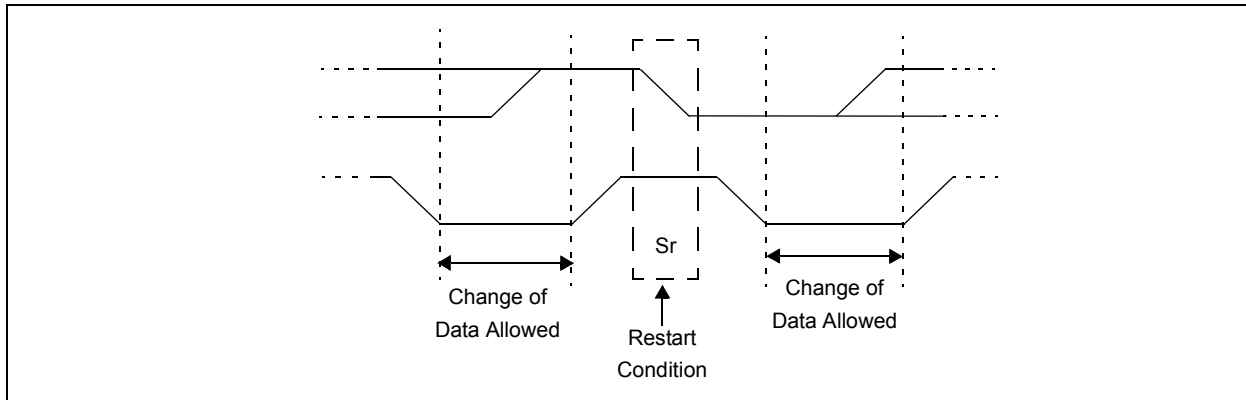 Sr
Change of
Data Allowed
Restart
Condition
Change of
Data Allowed